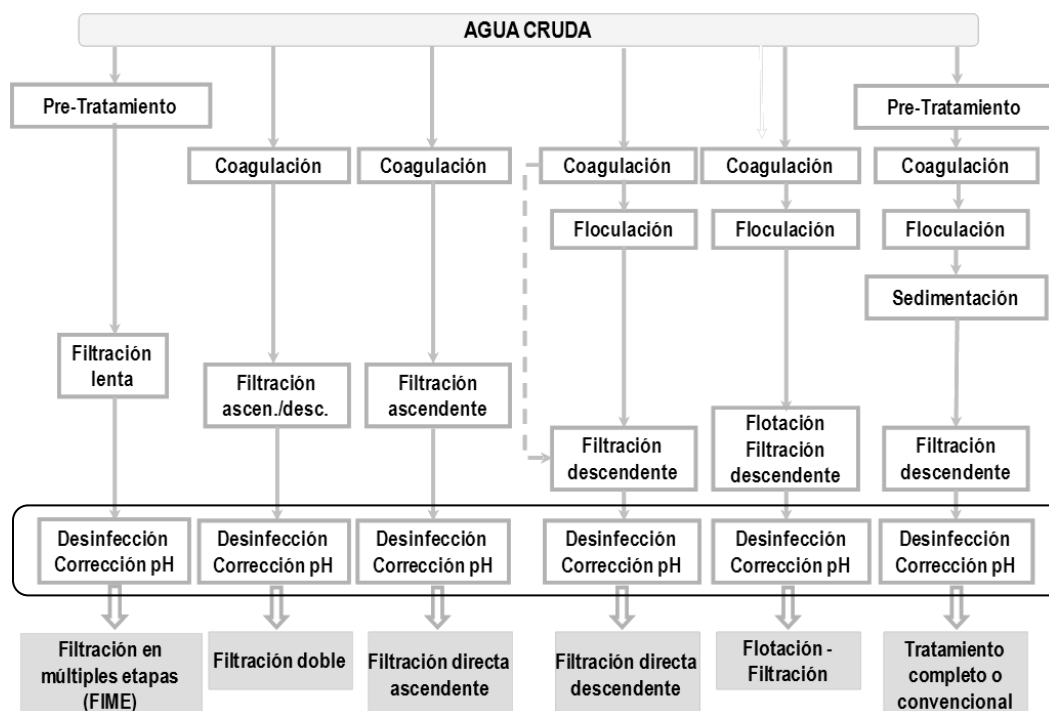 AGUA CRUDA
Pre-Tratamiento
Pre-Tratamiento
Coagulación
Coagulación
Coagulación
Coagulación
Coagulación
Floculación
Floculación
Floculación
Sedimentación
Filtración
lenta
Filtración
ascen./desc.
Filtración
ascendente
Filtración
descendente
Flotación
Filtración
descendente
Filtración
descendente
Desinfección
Corrección pH
Desinfección
Corrección pH
Desinfección
Corrección pH
Desinfección
Corrección pH
Desinfección
Corrección pH
Desinfección
Corrección pH
Filtración en
múltiples etapas
(FIME)
Filtración doble
Filtración directa
ascendente
Filtración directa
descendente
Flotación -
Filtración
Tratamiento
completo o
convencional